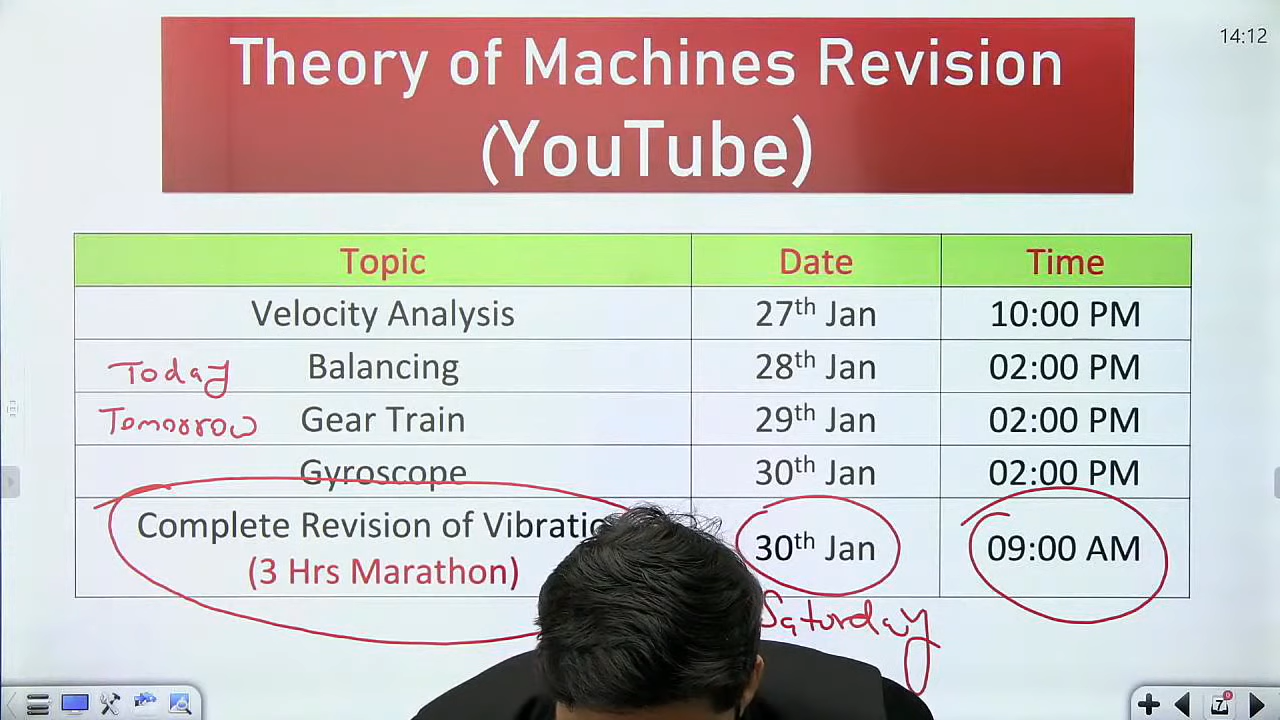 14:12
Theory of Machines Revision
(YouTube)
Topic Date Time
Velocity Analysis 27th Jan 10:00 PM
Today Balancing 28th Jan 02:00 PM
Tomorrow Gear Train 29th Jan 02:00 PM
Gyroscope 30th Jan 02:00 PM
Complete Revision of 30th Jan 09:00 AM
(3 Hrs Marathon)
Saturday